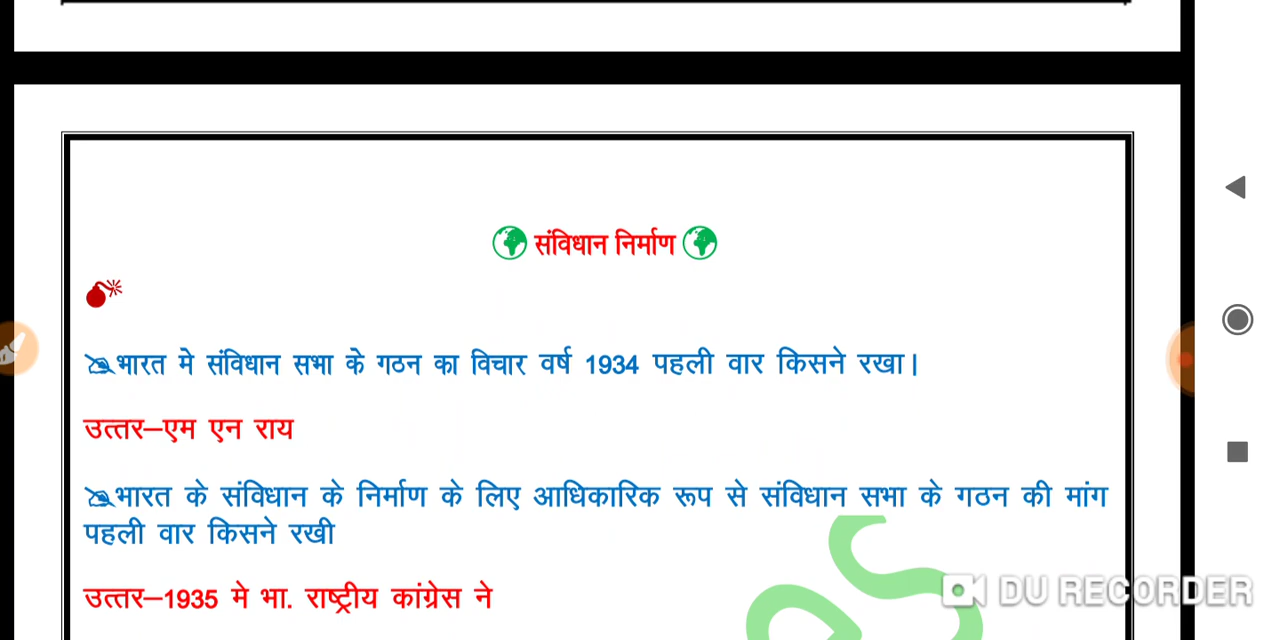 संविधान निर्माण
भारत मे संविधान सभा के गठन का विचार वर्ष 1934 पहली वार किसने रखा|
उत्तर–एम एन राय
भारत के संविधान के निर्माण के लिए आधिकारिक रूप से संविधान सभा के गठन की मांग
पहली वार किसने रखी
उत्तर–1935 मे भा. राष्ट्रीय कांग्रेस ने
DU RECORDER